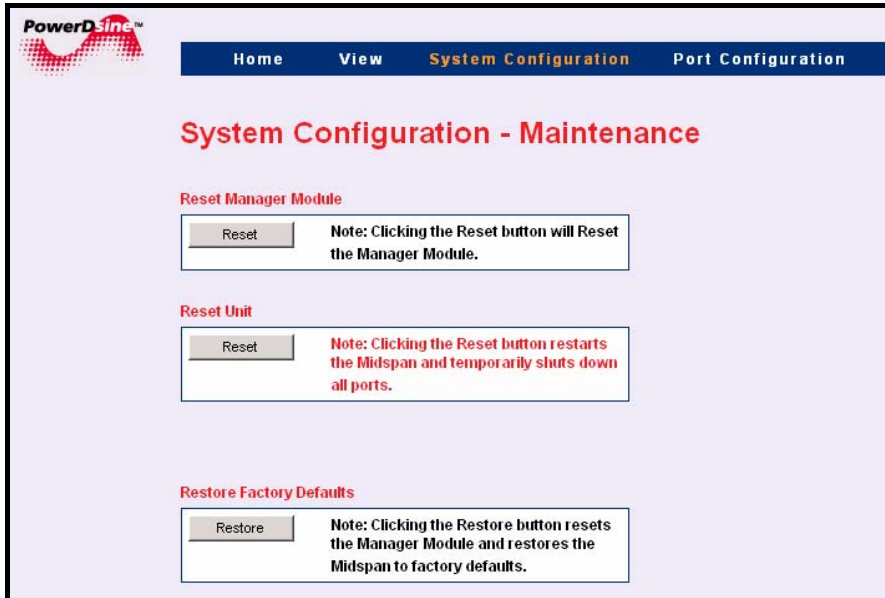 PowerDsine™
Home View System Configuration Port Configuration
System Configuration - Maintenance
Reset Manager Module
Reset
Note: Clicking the Reset button will Reset
the Manager Module.
Reset Unit
Reset
Note: Clicking the Reset button restarts
the Midspan and temporarily shuts down
all ports.
Restore Factory Defaults
Restore
Note: Clicking the Restore button resets
the Manager Module and restores the
Midspan to factory defaults.